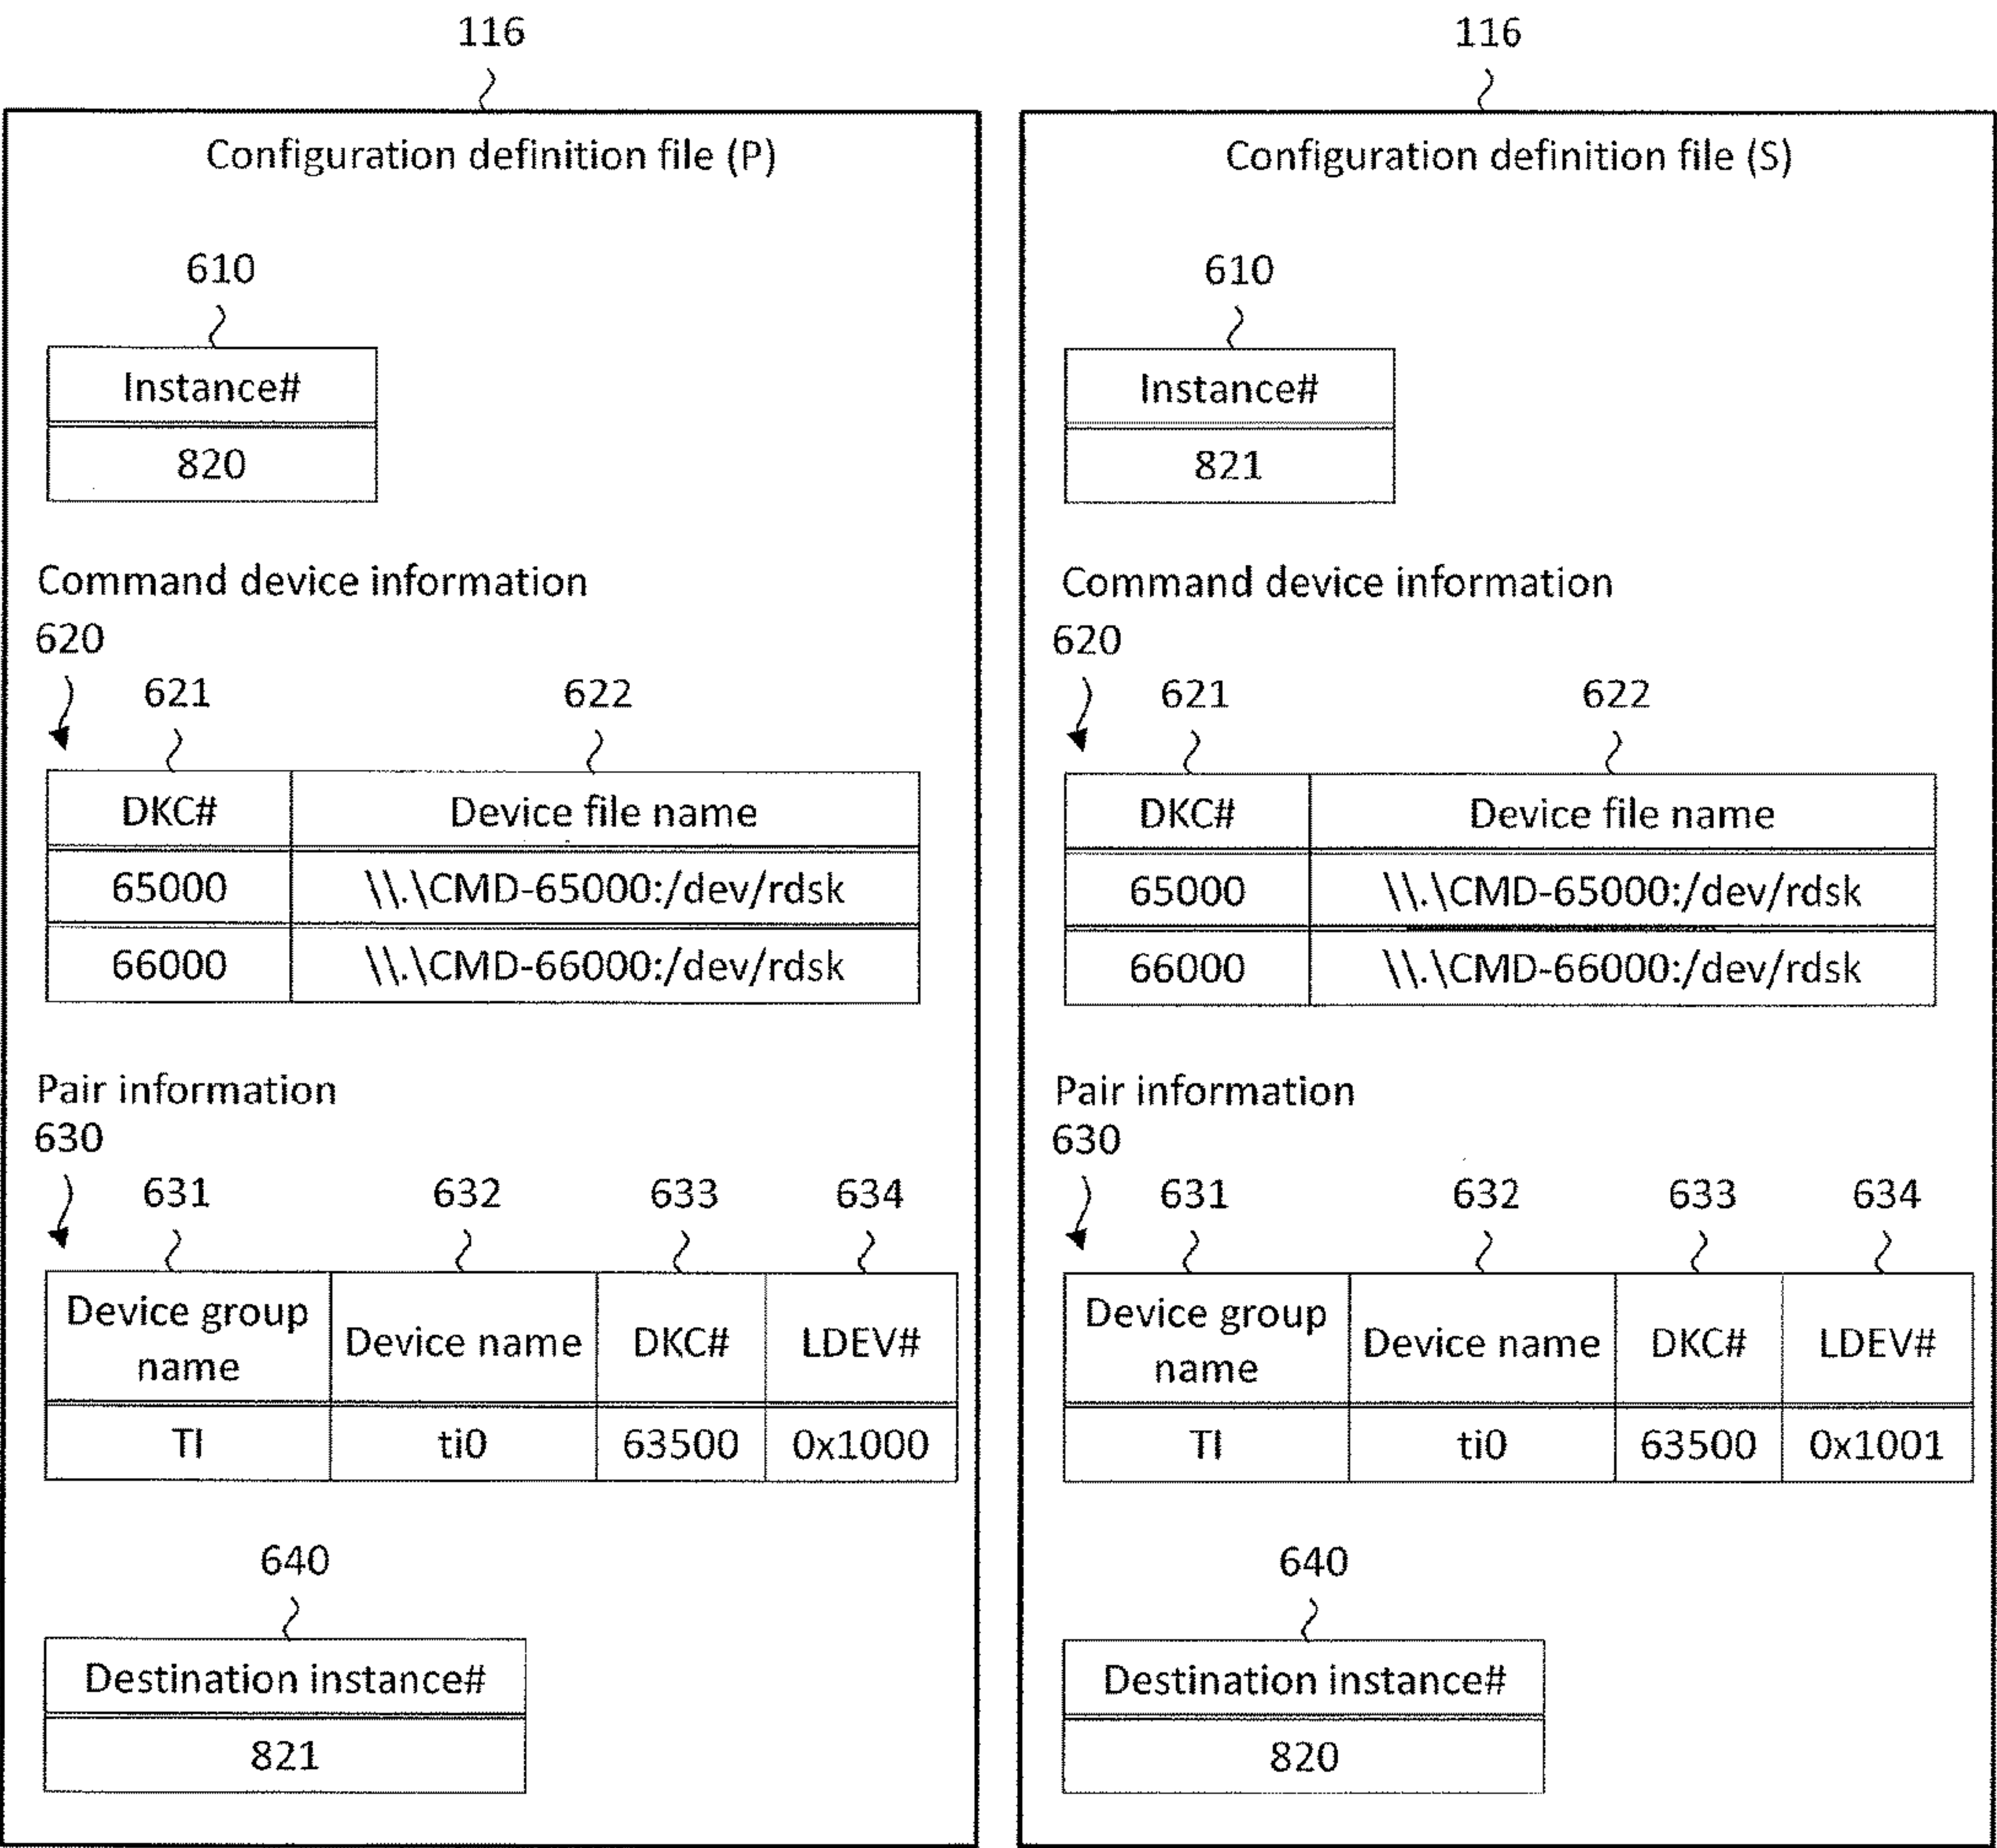 116
Configuration definition file (P)
610
Instance#
820
Command device information
620
621
622
DKC#
Device file name
65000
\\.\CMD-65000:/dev/rdsk
66000
\\.\CMD-66000:/dev/rdsk
Pair information
630
631
632
633
634
Device group
name
Device name
DKC#
LDEV#
TI
ti0
63500
0x1000
640
Destination instance#
821
116
Configuration definition file (S)
610
Instance#
821
Command device information
620
621
622
DKC#
Device file name
65000
\\.\CMD-65000:/dev/rdsk
66000
\\.\CMD-66000:/dev/rdsk
Pair information
630
631
632
633
634
Device group
name
Device name
DKC#
LDEV#
TI
ti0
63500
0x1001
640
Destination instance#
820